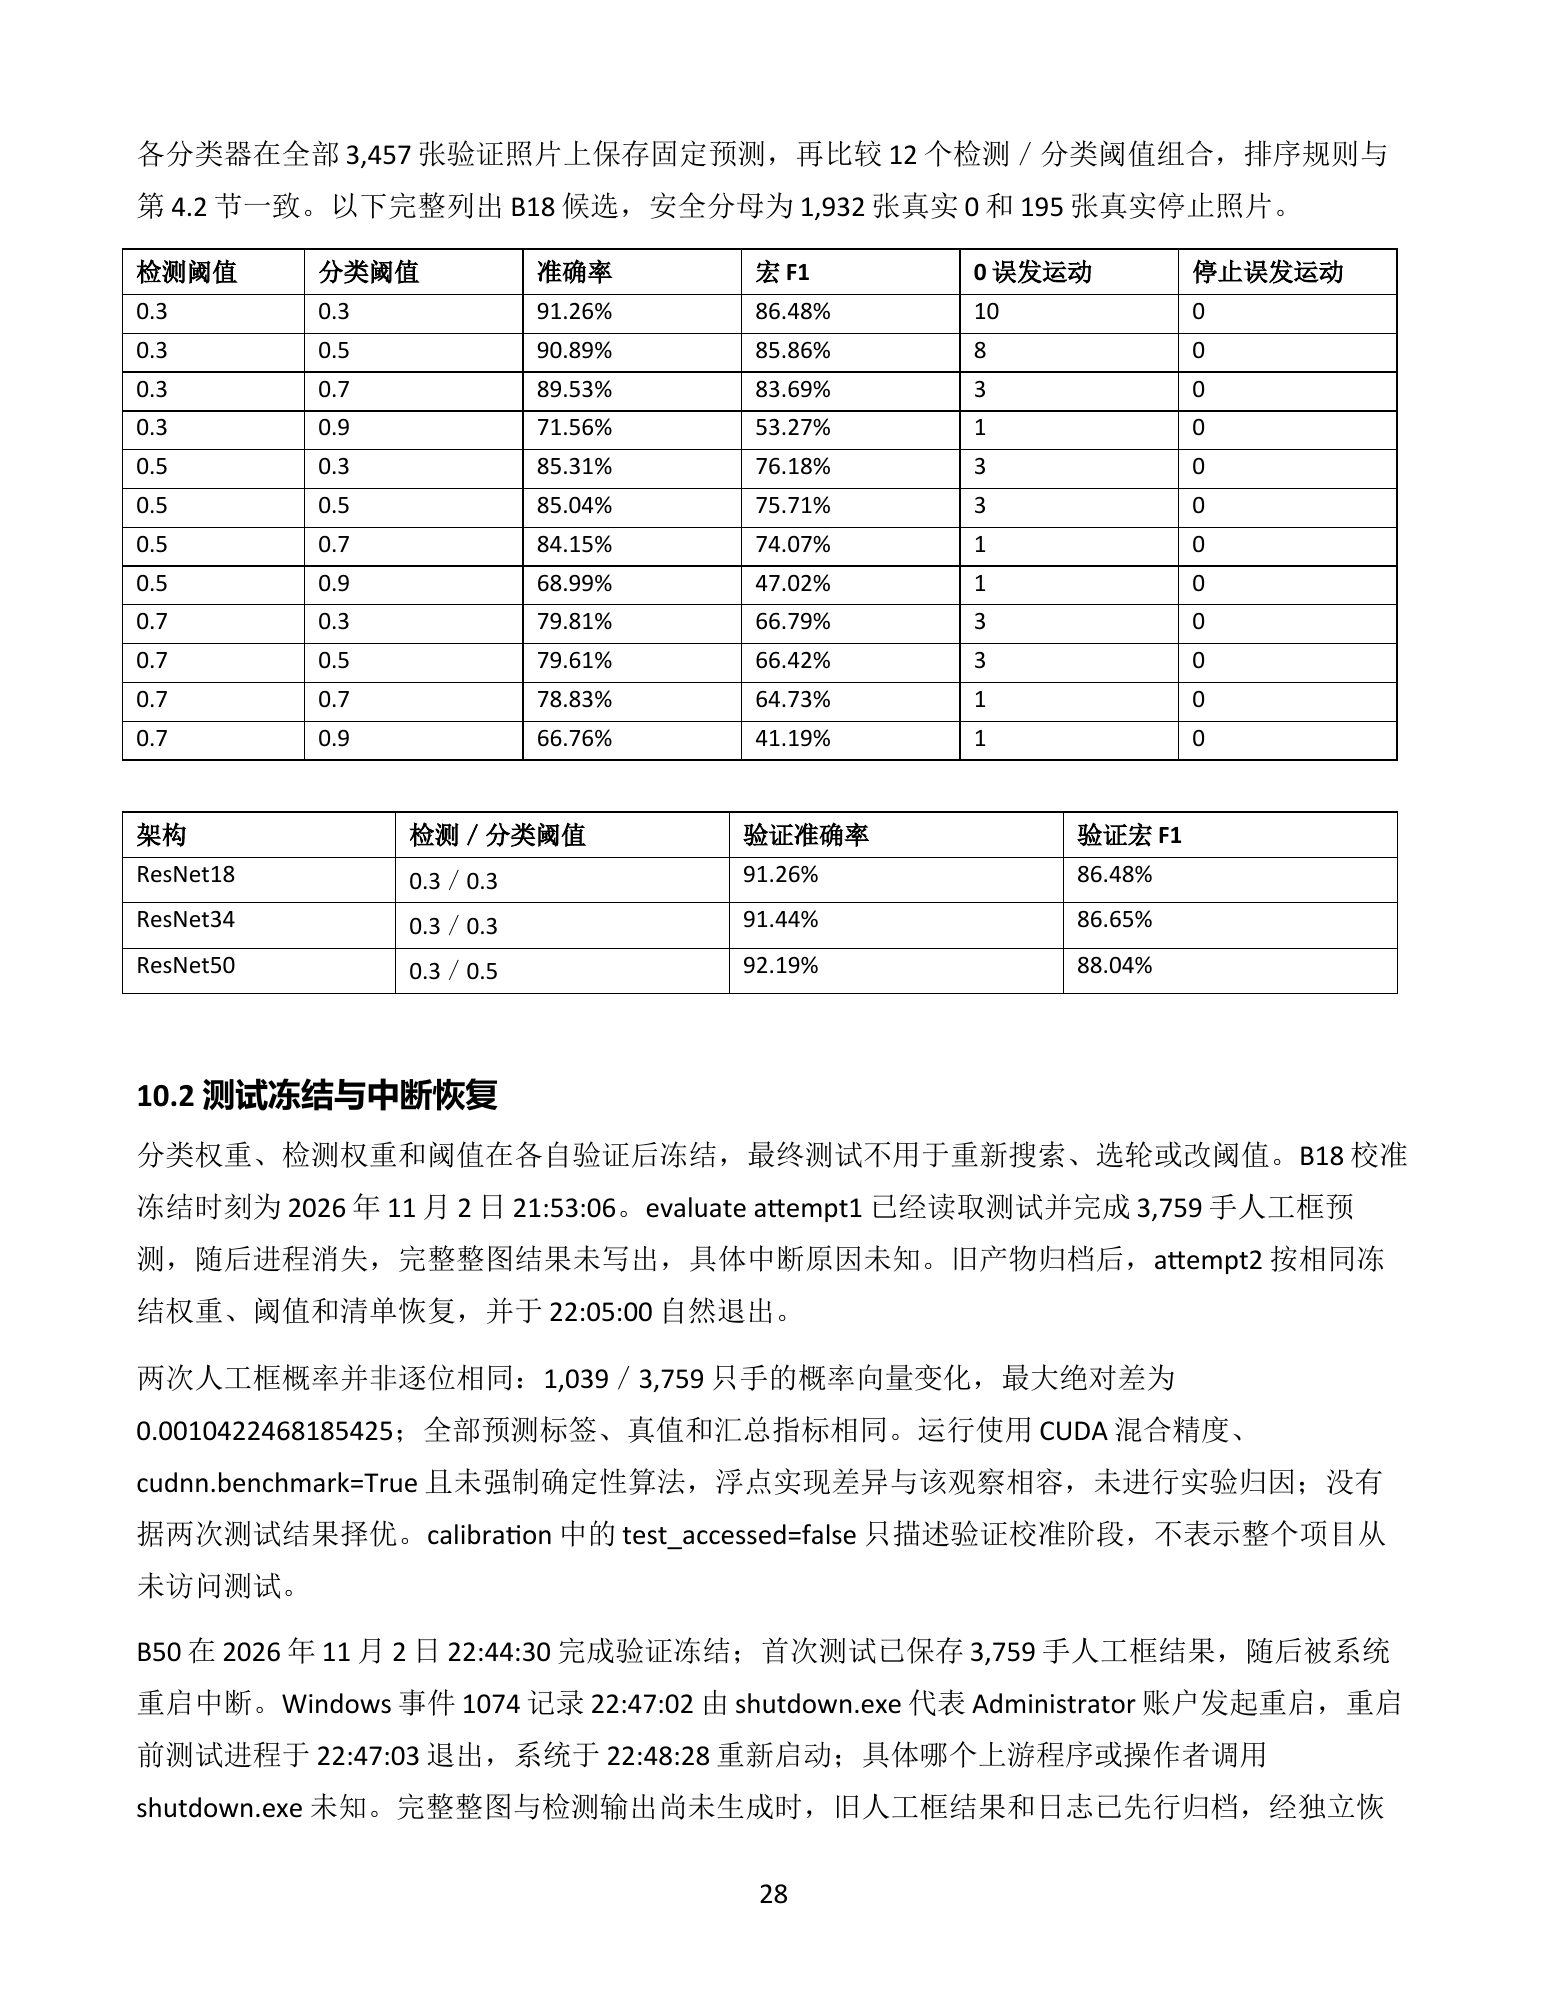 各分类器在全部 3,457 张验证照片上保存固定预测，再比较 12 个检测／分类阈值组合，排序规则与
第 4.2 节一致。以下完整列出 B18 候选，安全分母为 1,932 张真实 0 和 195 张真实停止照片。
检测阈值 分类阈值 准确率 宏 F1 0 误发运动 停止误发运动
0.3 0.3 91.26% 86.48% 10 0
0.3 0.5 90.89% 85.86% 8 0
0.3 0.7 89.53% 83.69% 3 0
0.3 0.9 71.56% 53.27% 1 0
0.5 0.3 85.31% 76.18% 3 0
0.5 0.5 85.04% 75.71% 3 0
0.5 0.7 84.15% 74.07% 1 0
0.5 0.9 68.99% 47.02% 1 0
0.7 0.3 79.81% 66.79% 3 0
0.7 0.5 79.61% 66.42% 3 0
0.7 0.7 78.83% 64.73% 1 0
0.7 0.9 66.76% 41.19% 1 0
架构 检测／分类阈值 验证准确率 验证宏 F1
ResNet18 0.3／0.3 91.26% 86.48%
ResNet34 0.3／0.3 91.44% 86.65%
ResNet50 0.3／0.5 92.19% 88.04%
10.2 测试冻结与中断恢复
分类权重、检测权重和阈值在各自验证后冻结，最终测试不用于重新搜索、选轮或改阈值。B18 校准
冻结时刻为 2026 年 11 月 2 日 21:53:06。evaluate attempt1 已经读取测试并完成 3,759 手人工框预
测，随后进程消失，完整整图结果未写出，具体中断原因未知。旧产物归档后，attempt2 按相同冻
结权重、阈值和清单恢复，并于 22:05:00 自然退出。
两次人工框概率并非逐位相同：1,039／3,759 只手的概率向量变化，最大绝对差为
0.0010422468185425；全部预测标签、真值和汇总指标相同。运行使用 CUDA 混合精度、
cudnn.benchmark=True 且未强制确定性算法，浮点实现差异与该观察相容，未进行实验归因；没有
据两次测试结果择优。calibration 中的 test_accessed=false 只描述验证校准阶段，不表示整个项目从
未访问测试。
B50 在 2026 年 11 月 2 日 22:44:30 完成验证冻结；首次测试已保存 3,759 手人工框结果，随后被系统
重启中断。Windows 事件 1074 记录 22:47:02 由 shutdown.exe 代表 Administrator 账户发起重启，重启
前测试进程于 22:47:03 退出，系统于 22:48:28 重新启动；具体哪个上游程序或操作者调用
shutdown.exe 未知。完整整图与检测输出尚未生成时，旧人工框结果和日志已先行归档，经独立恢
28